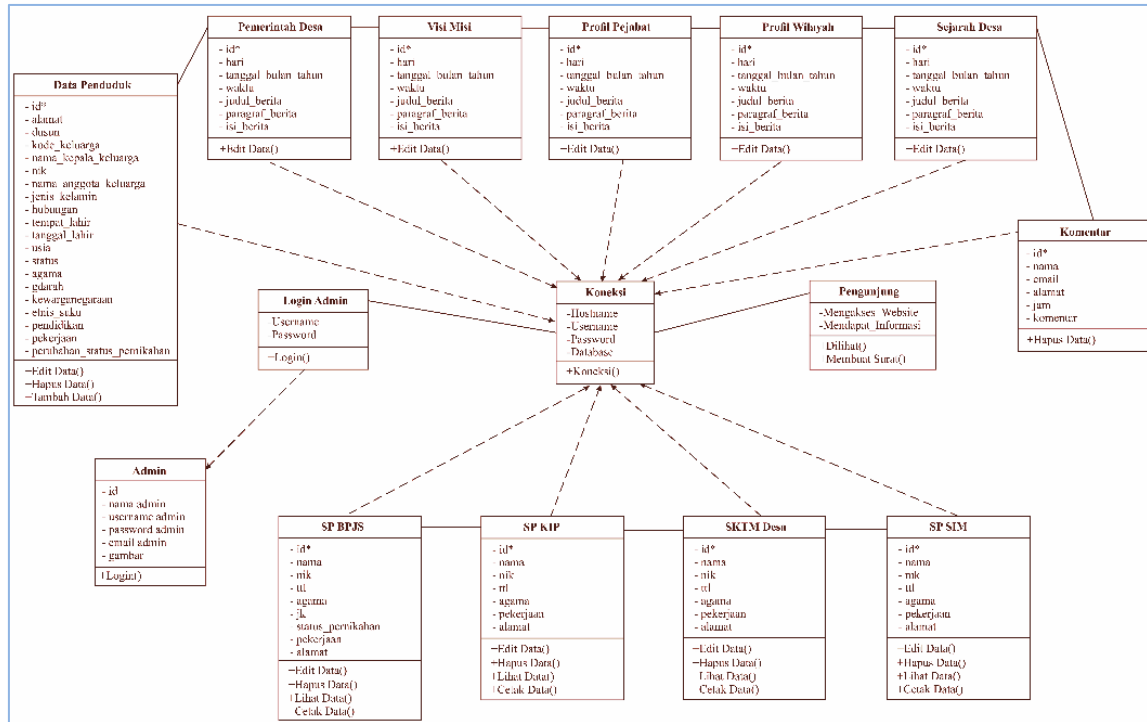 Pemerintah Desa
- id*
- hari
- tanggal_bulan_tahun
- waktu
- judul_berita
- paragraf_berita
- isi_berita
+Edit Data()
Visi Misi
- id*
- hari
- tanggal_bulan_tahun
- waktu
- judul_berita
- paragraf_berita
- isi_berita
+Edit Data()
Profil Pejabat
- id*
- hari
- tanggal_bulan_tahun
- waktu
- judul_berita
- paragraf_berita
- isi_berita
+Edit Data()
Profil Wilayah
- id*
- hari
- tanggal_bulan_tahun
- waktu
- judul_berita
- paragraf_berita
- isi_berita
+Edit Data()
Sejarah Desa
- id*
- hari
- tanggal_bulan_tahun
- waktu
- judul_berita
- paragraf_berita
- isi_berita
+Edit Data()
Data Penduduk
- id*
- alamat
- dusun
- kode_keluarga
- nama_kepala_keluarga
- nik
- nama_anggota_keluarga
- jenis_kelamin
- hubungan
- tempat_lahir
- tanggal_lahir
- usia
- status
- agama
- gdarah
- kewarganegaraan
- etnis_suku
- pendidikan
- pekerjaan
- perubahan_status_pernikahan
+Edit Data()
+Hapus Data()
+Tambah Data()
Komentar
- id*
- nama
- email
- alamat
- jam
- komentar
+Hapus Data()
Login Admin
Username
Password
+Login()
Koneksi
-Hostname
-Username
-Password
-Database
+Koneksi()
Pengunjung
-Mengakses_Website
-Mendapat_Informasi
Dilihat()
Membuat Surat()
Admin
- id
- nama admin
- username admin
- password admin
- email admin
- gambar
+Login()
SP BPJS
- id*
- nama
- nik
- ttl
- agama
- jk
- status_pernikahan
- pekerjaan
- alamat
+Edit Data()
+Hapus Data()
+Lihat Data()
Cetak Data()
SP KIP
- id*
- nama
- nik
- ttl
- agama
- pekerjaan
- alamat
+Edit Data()
+Hapus Data()
+Lihat Data()
+Cetak Data()
SKTM Desa
- id*
- nama
- nik
- ttl
- agama
- pekerjaan
- alamat
+Edit Data()
+Hapus Data()
Lihat Data()
Cetak Data()
SP SIM
- id*
- nama
- nik
- ttl
- agama
- pekerjaan
- alamat
+Edit Data()
+Hapus Data()
+Lihat Data()
+Cetak Data()